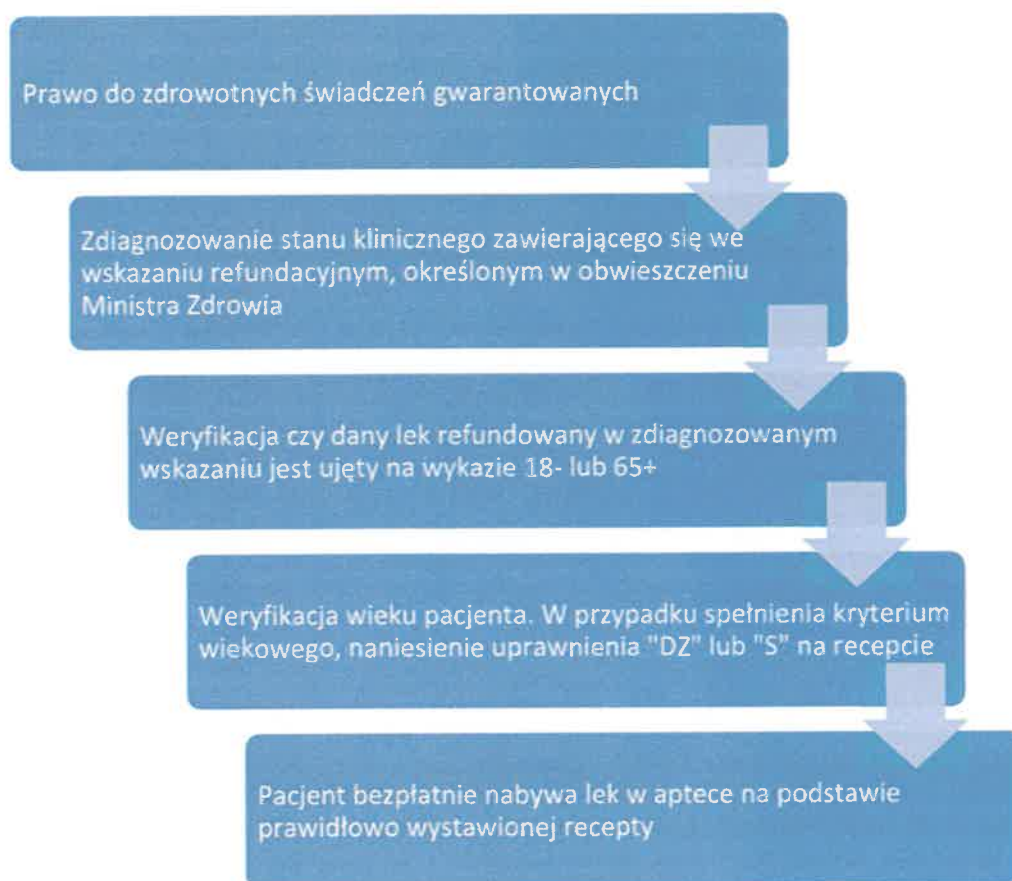 Prawo do zdrowotnych świadczeń gwarantowanych
Zdiagnozowanie stanu klinicznego zawierającego się we
wskazaniu refundacyjnym, określonym w obwieszczeniu
Ministra Zdrowia
Weryfikacja czy dany lek refundowany w zdiagnozowanym
wskazaniu jest ujęty na wykazie 18- lub 65+
Weryfikacja wieku pacjenta. W przypadku spełnienia kryterium
wiekowego, naniesienie uprawnienia "DZ" lub "S" na recepcie
Pacjent bezpłatnie nabywa lek w aptece na podstawie
prawidłowo wystawionej recepty